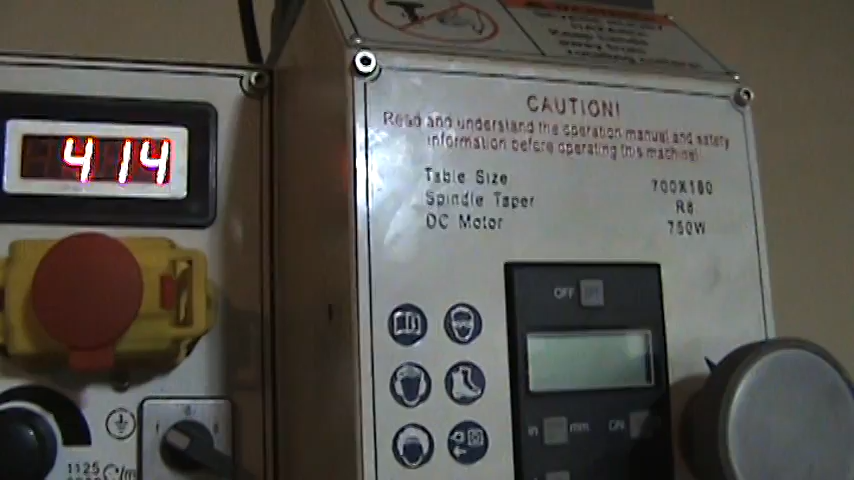 414
CAUTION!
Read and understand the operation manual and safety
information before operating this machine!
Table Size 700X180
Spindle Taper R8
DC Motor 750W
OFF
in mm ON
1125